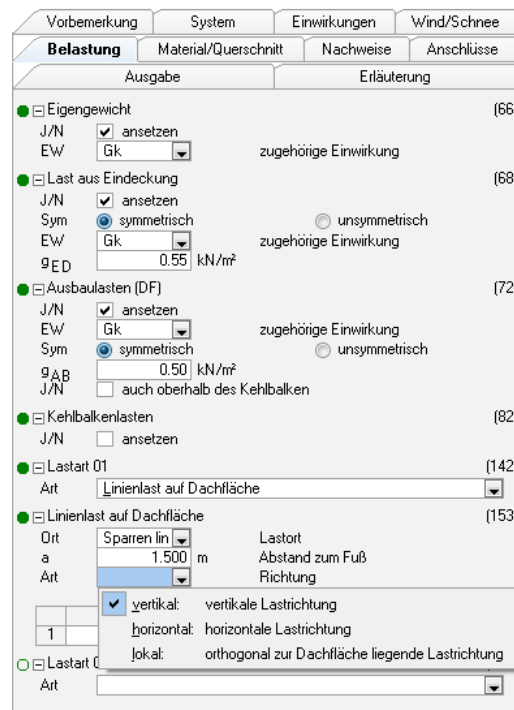 Vorbemerkung System Einwirkungen Wind/Schnee
Belastung Material/Querschnitt Nachweise Anschlüsse
Ausgabe Erläuterung
Eigengewicht (66
J/N ansetzen
EW Gk zugehörige Einwirkung
Last aus Eindeckung (68
J/N ansetzen
Sym symmetrisch unsymmetrisch
EW Gk zugehörige Einwirkung
gED 0.55 kN/m²
Ausbaulasten (DF) (72
J/N ansetzen
EW Gk zugehörige Einwirkung
Sym symmetrisch unsymmetrisch
gAB 0.50 kN/m²
J/N auch oberhalb des Kehlbalken
Kehlbalkenlasten (82
J/N ansetzen
Lastart 01 (142
Art Linienlast auf Dachfläche
Linienlast auf Dachfläche (153
Ort Sparren lin Lastort
a 1.500 m Abstand zum Fuß
Art Richtung
vertikal: vertikale Lastrichtung
1 horizontal: horizontale Lastrichtung
lokal: orthogonal zur Dachfläche liegende Lastrichtung
Lastart
Art